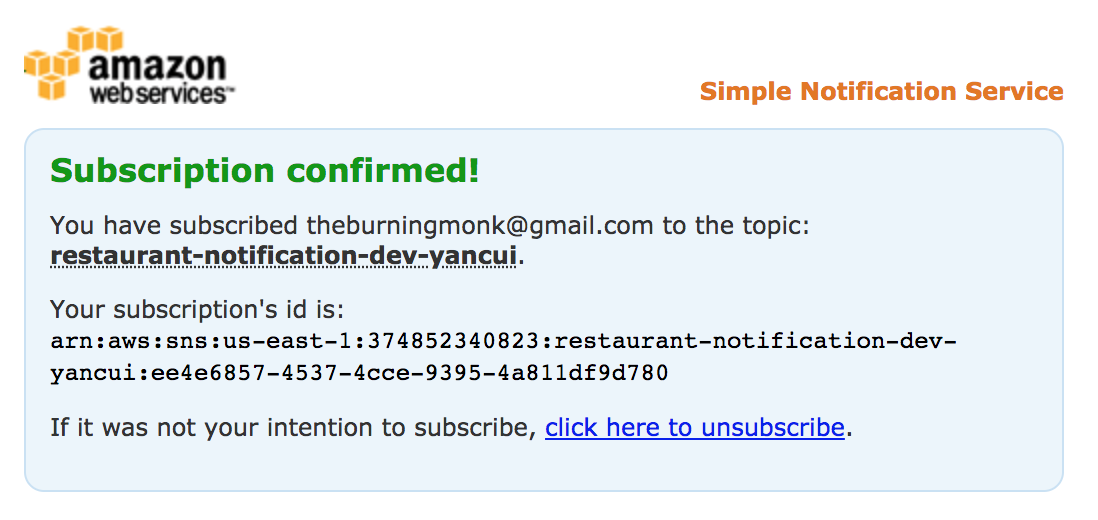 amazon
webservices™
Simple Notification Service
Subscription confirmed!
You have subscribed theburningmonk@gmail.com to the topic:
restaurant-notification-dev-yancui.
Your subscription's id is:
arn:aws:sns:us-east-1:374852340823:restaurant-notification-dev-
yancui:ee4e6857-4537-4cce-9395-4a811df9d780
If it was not your intention to subscribe, click here to unsubscribe.